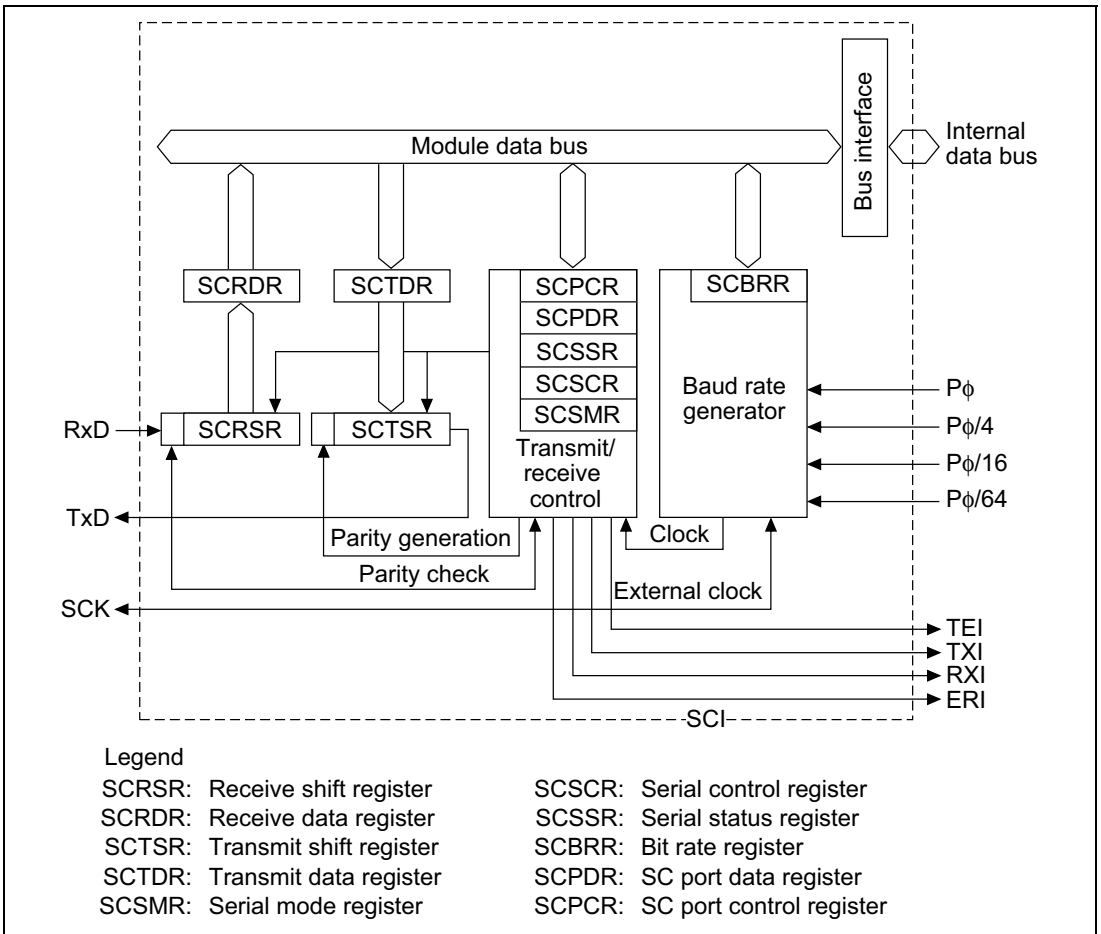 Bus interface
Internal
data bus
Module data bus
SCRDR
SCTDR
SCPCR
SCPDR
SCSSR
SCSCR
SCSMR
Transmit/
receive
control
SCBRR
Baud rate
generator
Pϕ
Pϕ/4
Pϕ/16
Pϕ/64
RxD
SCRSR
SCTSR
TxD
Parity generation
Clock
Parity check
External clock
SCK
TEI
TXI
RXI
ERI
SCI
Legend
SCRSR: Receive shift register
SCRDR: Receive data register
SCTSR: Transmit shift register
SCTDR: Transmit data register
SCSMR: Serial mode register
SCSCR: Serial control register
SCSSR: Serial status register
SCBRR: Bit rate register
SCPDR: SC port data register
SCPCR: SC port control register